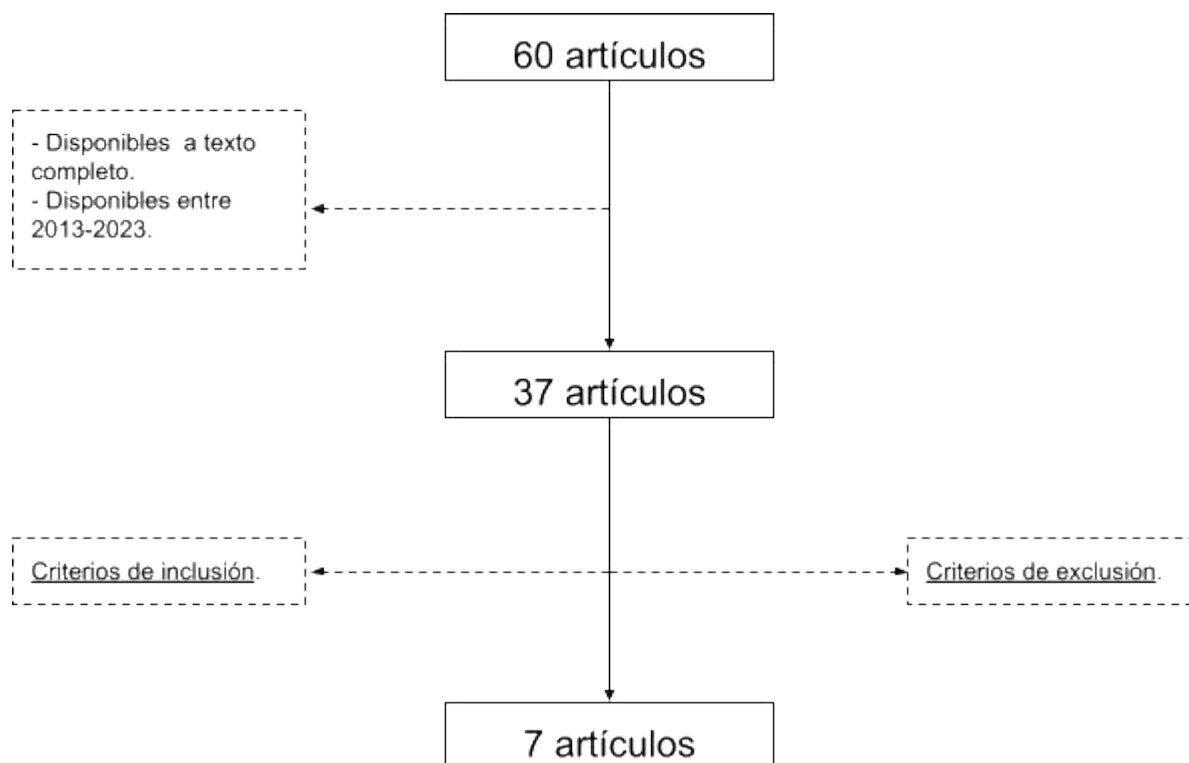 60 artículos
- Disponibles a texto
completo.
- Disponibles entre
2013-2023.
37 artículos
Criterios de inclusión.
Criterios de exclusión.
7 artículos